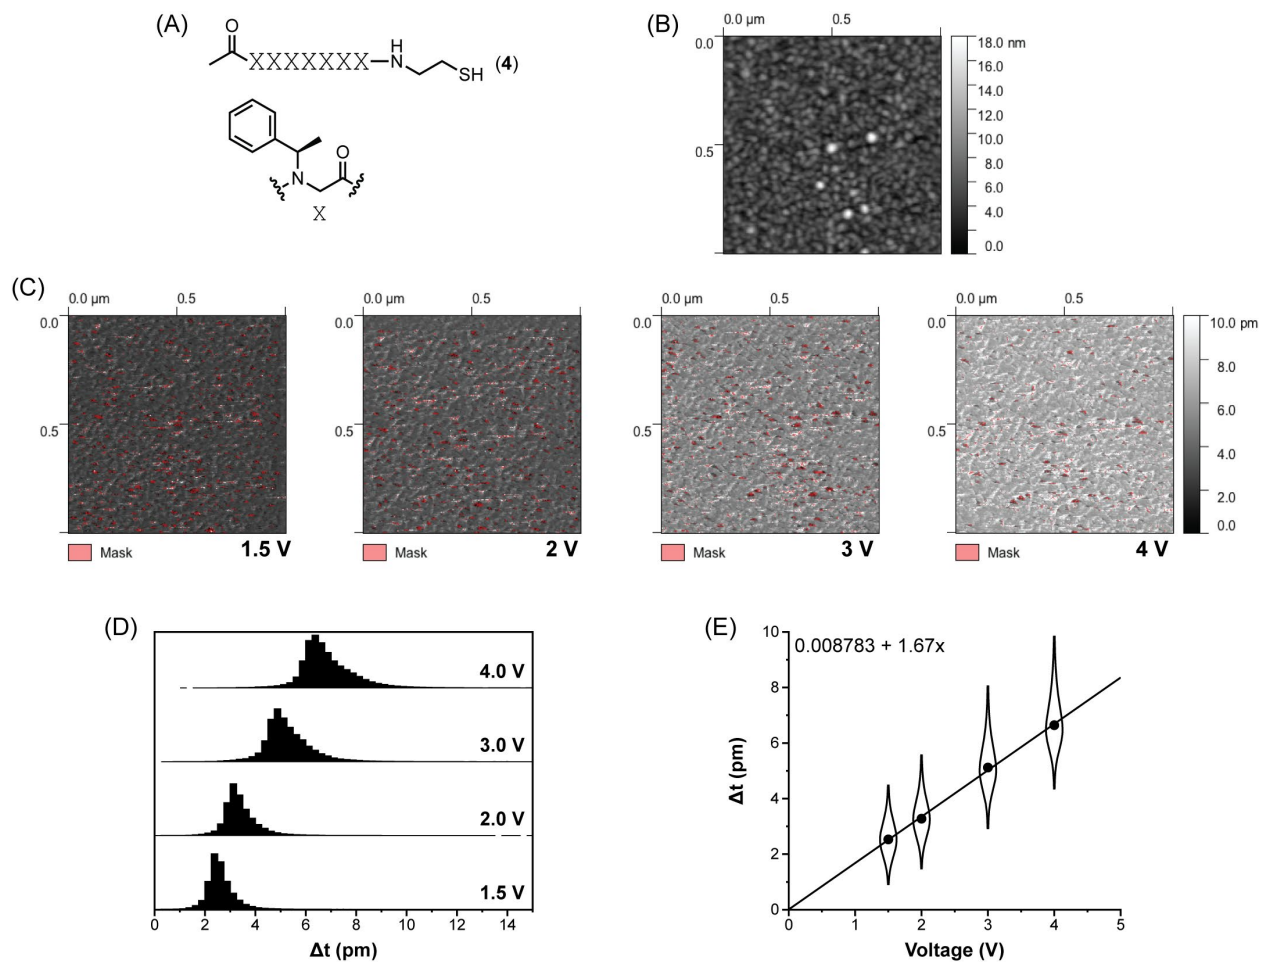 (A)
O
XXXXXXX
H
N
SH
(4)
O
N
X
(B)
0.0 µm 0.5
0.0
0.5
18.0 nm
16.0
14.0
12.0
10.0
8.0
6.0
4.0
2.0
0.0
(C)
0.0 µm 0.5
0.0
0.5
Mask 1.5 V
0.0 µm 0.5
0.0
0.5
Mask 2 V
0.0 µm 0.5
0.0
0.5
Mask 3 V
0.0 µm 0.5
0.0
0.5
Mask 4 V
10.0 pm
8.0
6.0
4.0
2.0
0.0
(D)
4.0 V
3.0 V
2.0 V
1.5 V
0 2 4 6 8 10 12 14
Δt (pm)
(E)
0.008783 + 1.67x
10
8
6
4
2
0
Δt (pm)
0 1 2 3 4 5
Voltage (V)